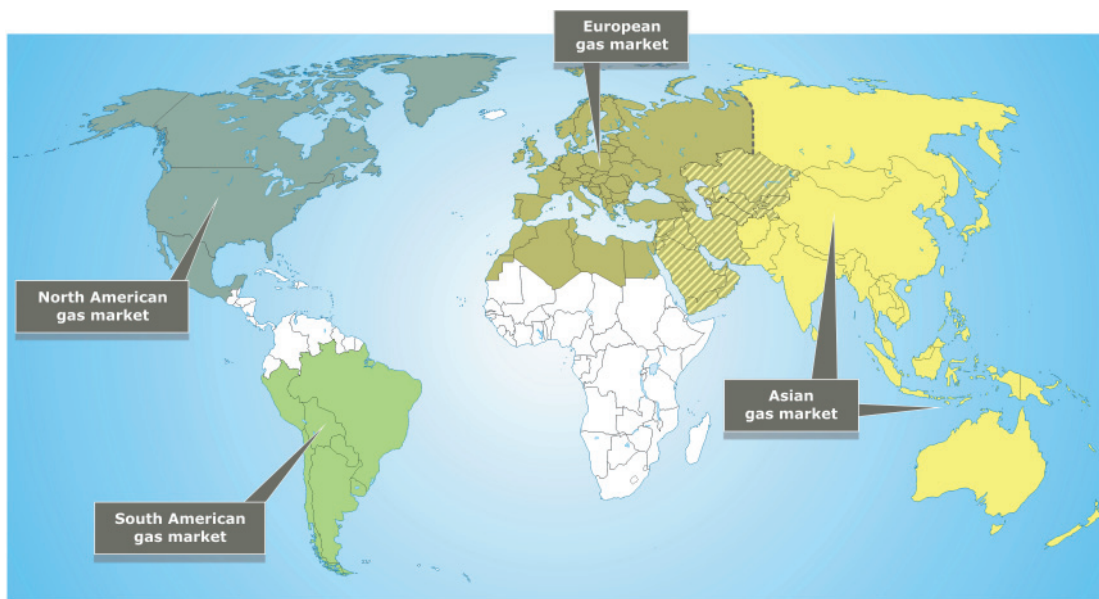 European
gas market
North American
gas market
Asian
gas market
South American
gas market